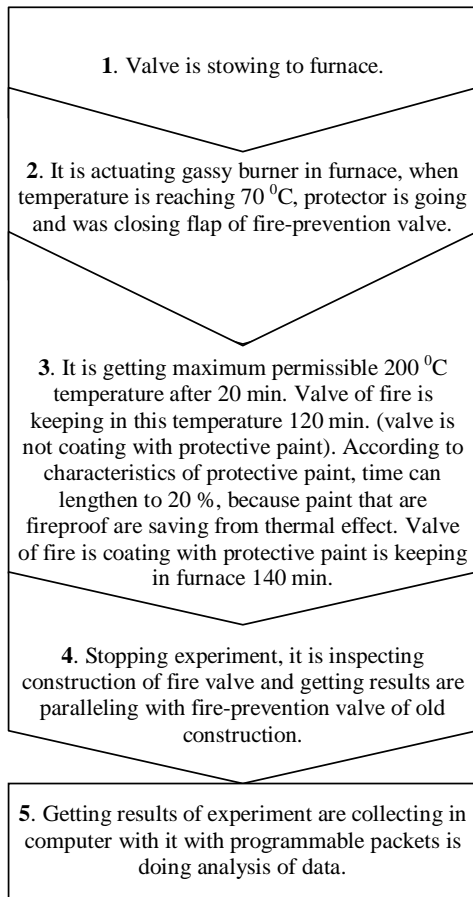 1. Valve is stowing to furnace.
2. It is actuating gassy burner in furnace, when
temperature is reaching 70 ⁰C, protector is going
and was closing flap of fire-prevention valve.
3. It is getting maximum permissible 200 ⁰C
temperature after 20 min. Valve of fire is
keeping in this temperature 120 min. (valve is
not coating with protective paint). According to
characteristics of protective paint, time can
lengthen to 20 %, because paint that are
fireproof are saving from thermal effect. Valve
of fire is coating with protective paint is keeping
in furnace 140 min.
4. Stopping experiment, it is inspecting
construction of fire valve and getting results are
paralleling with fire-prevention valve of old
construction.
5. Getting results of experiment are collecting in
computer with it with programmable packets is
doing analysis of data.